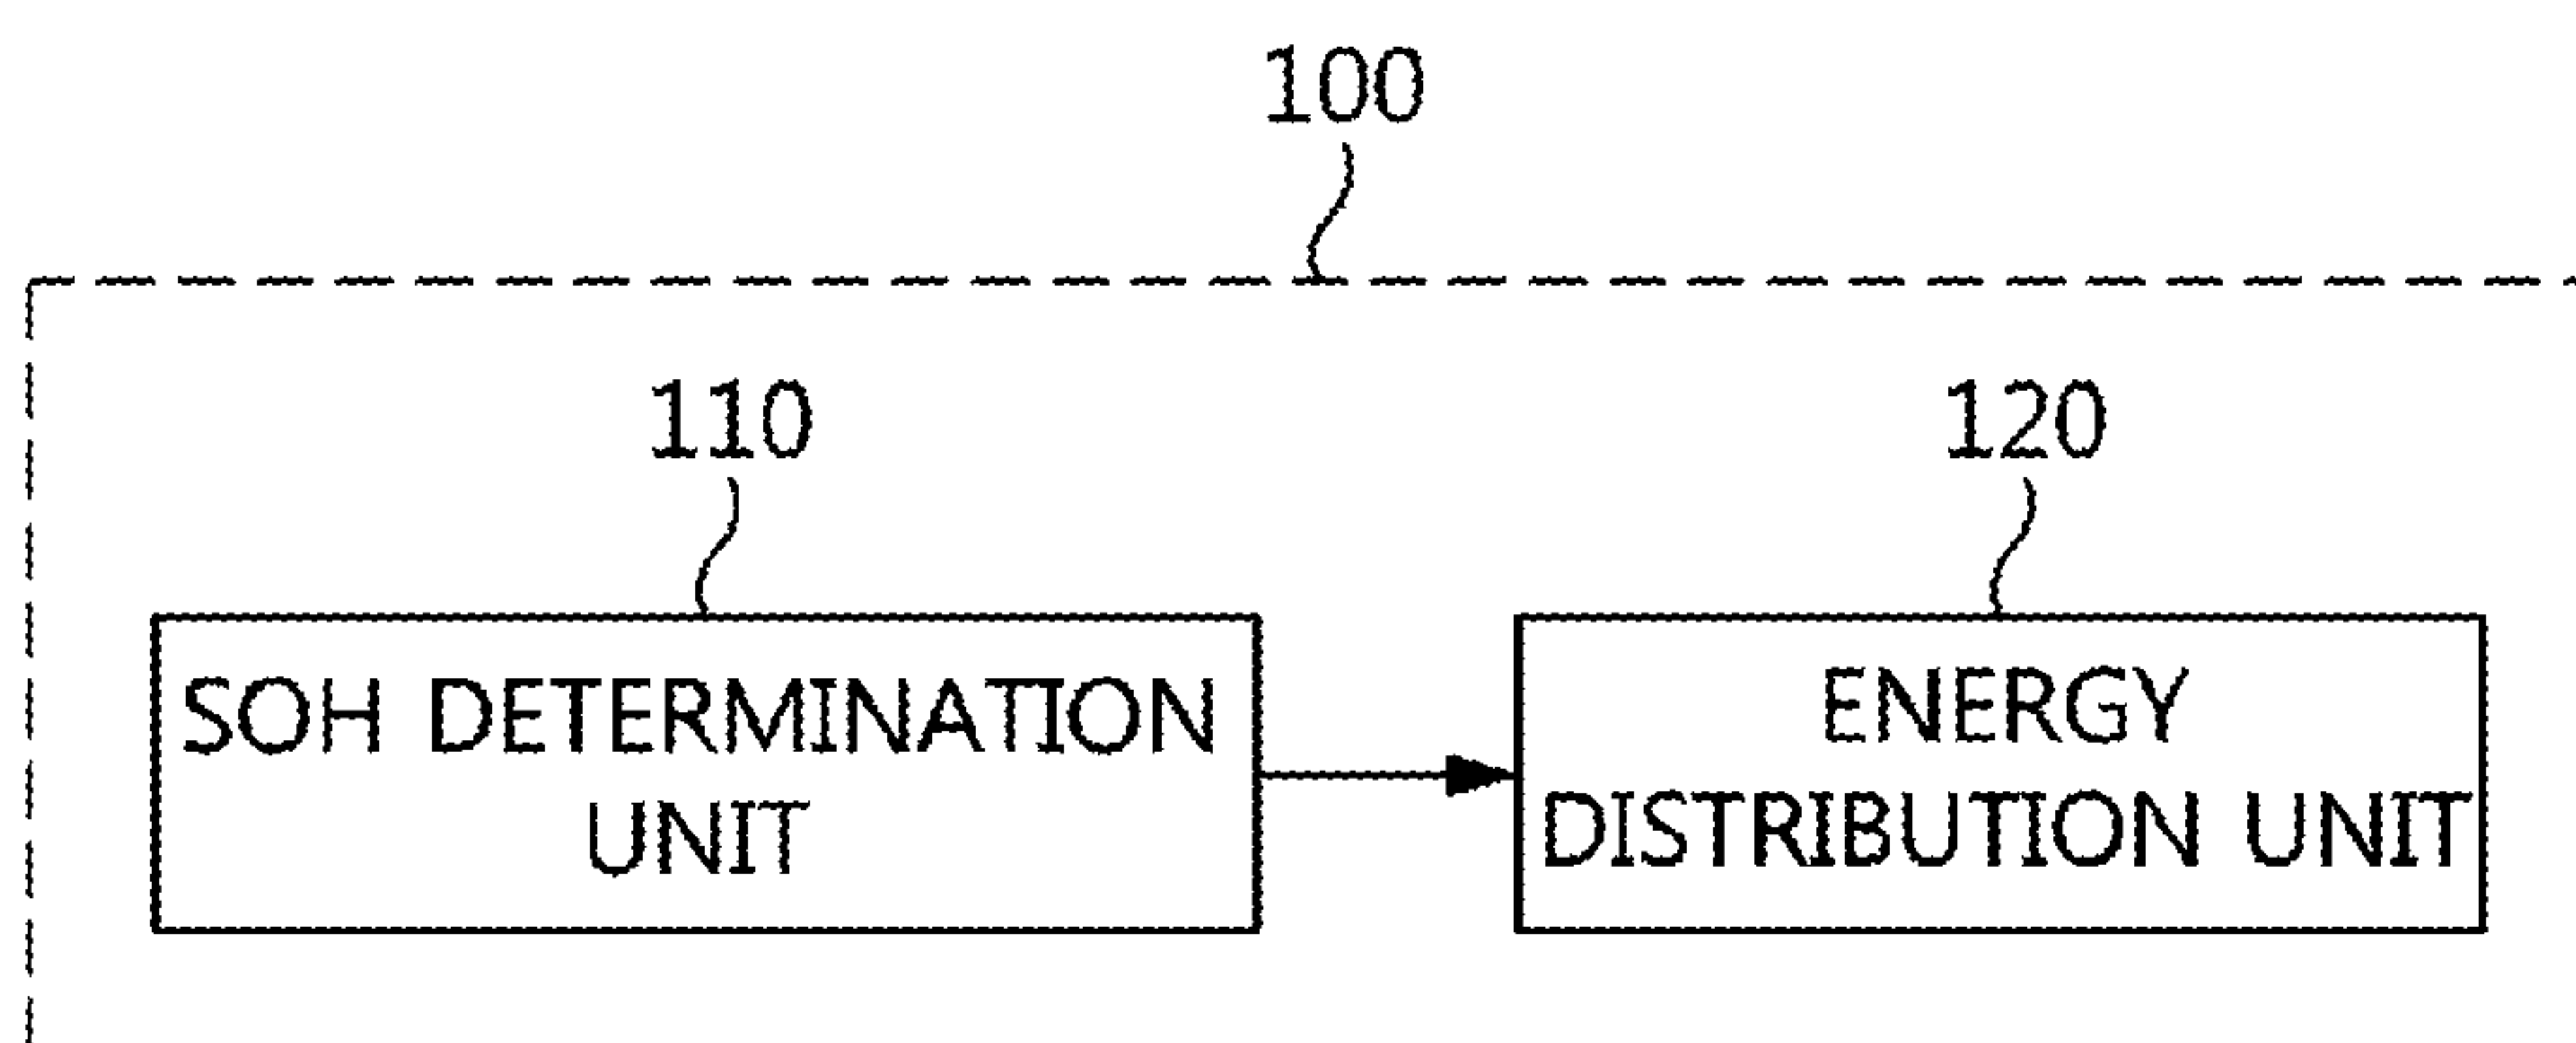 100
110
120
SOH DETERMINATION
UNIT
ENERGY
DISTRIBUTION UNIT